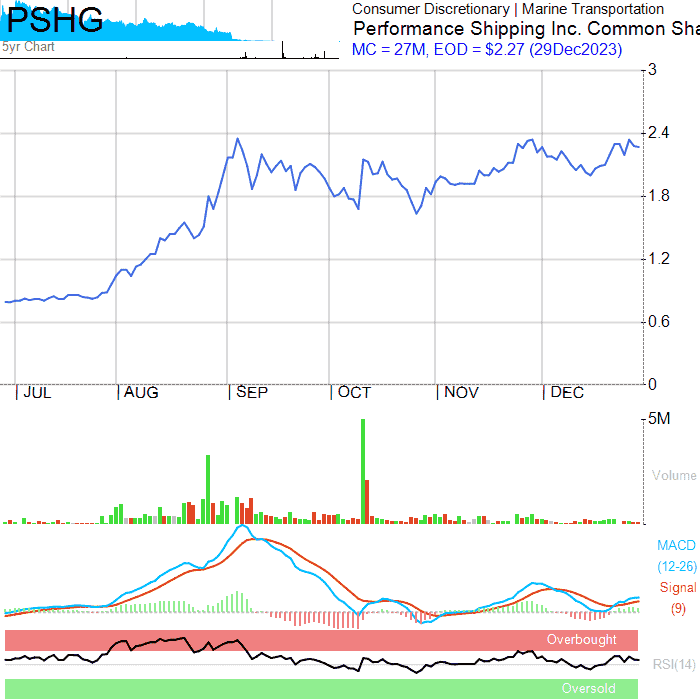 PSHG
5yr Chart
Consumer Discretionary | Marine Transportation
Performance Shipping Inc. Common Sha
MC = 27M, EOD = $2.27 (29Dec2023)
3
2.4
1.8
1.2
0.6
0
| JUL | AUG | SEP | OCT | NOV | DEC
5M
Volume
MACD
(12-26)
Signal
(9)
Overbought
RSI(14)
Oversold